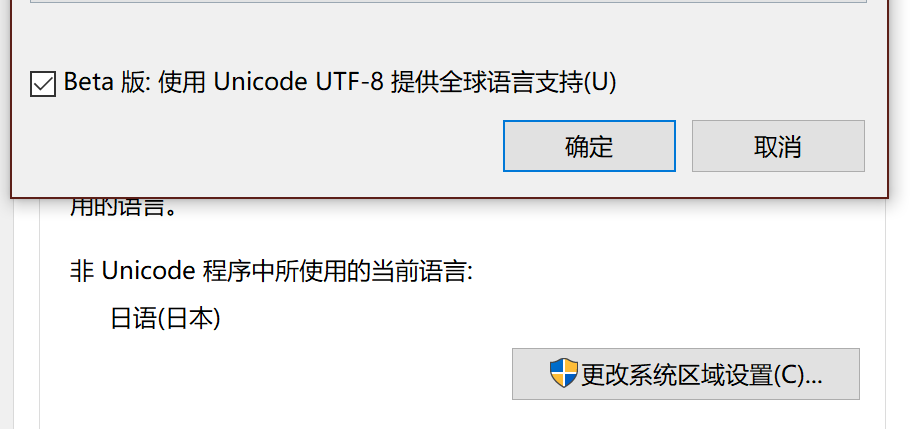 Beta 版: 使用 Unicode UTF-8 提供全球语言支持(U)
确定 取消
用的语言。
非 Unicode 程序中所使用的当前语言:
日语(日本)
更改系统区域设置(C)...